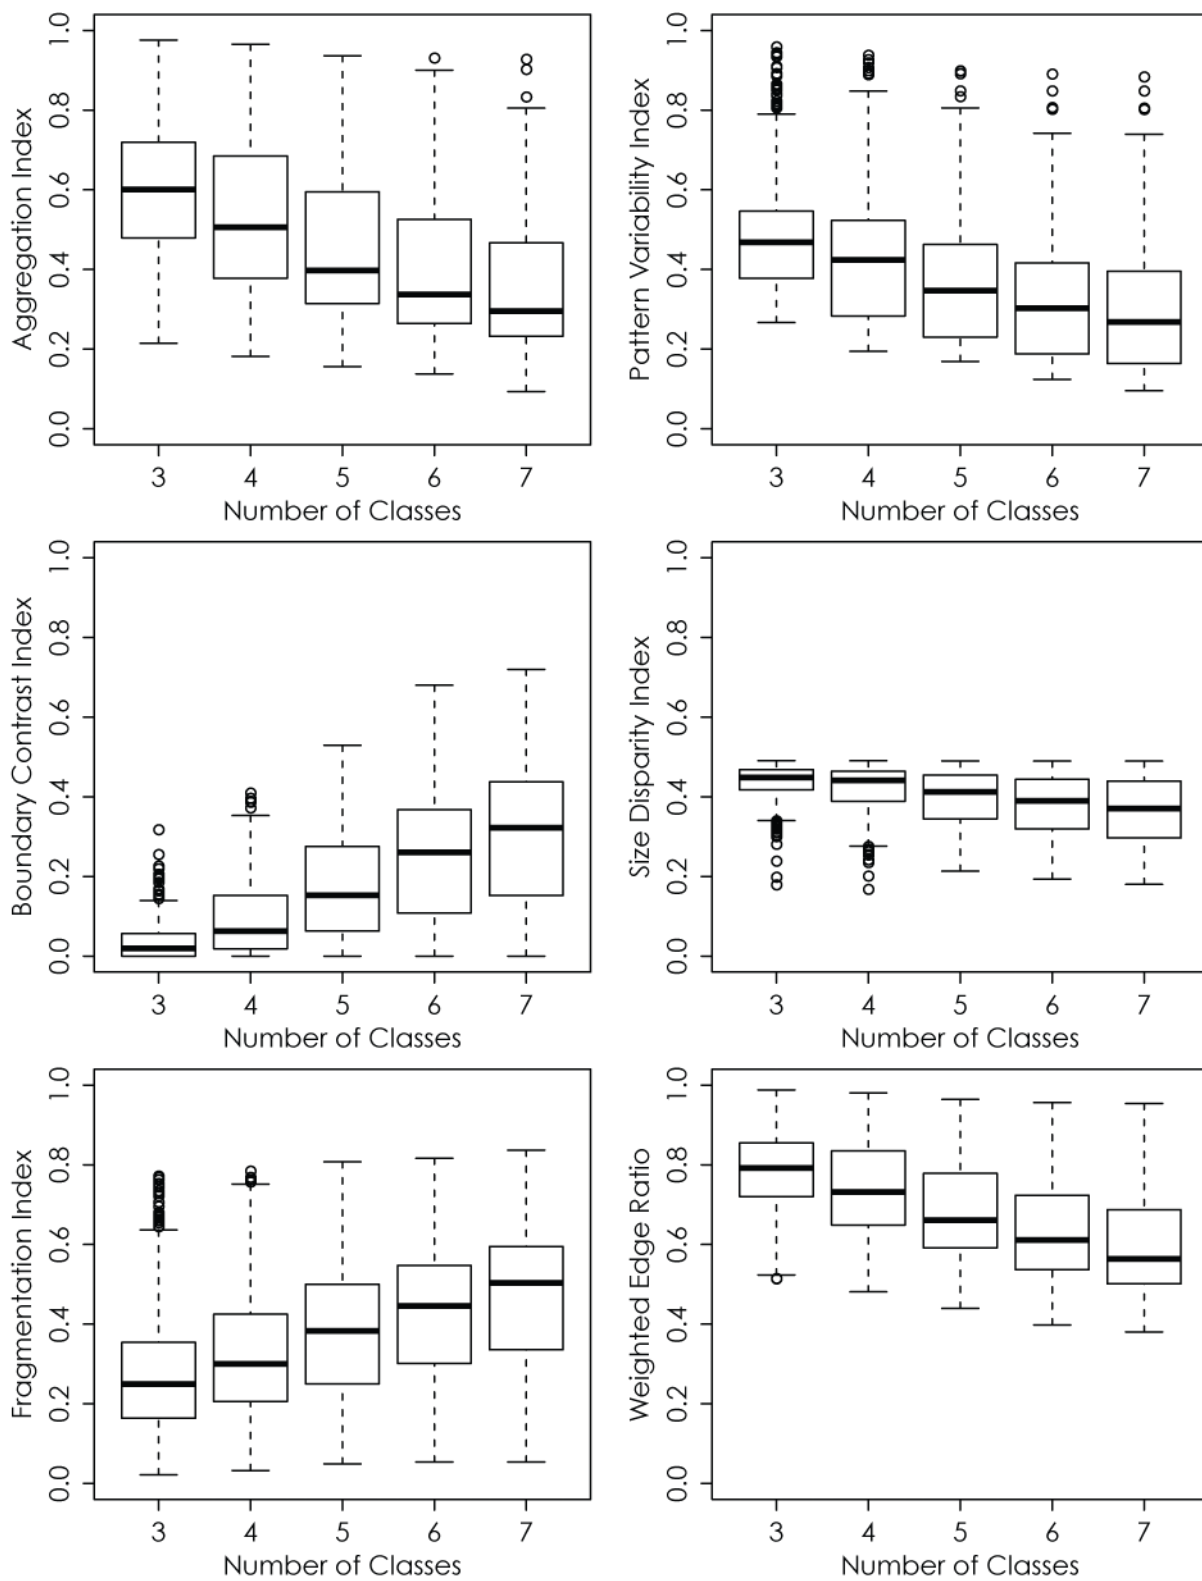 Aggregation Index
1.0
0.8
0.6
0.4
0.2
0.0
3 4 5 6 7
Number of Classes
Pattern Variability Index
1.0
0.8
0.6
0.4
0.2
0.0
3 4 5 6 7
Number of Classes
Boundary Contrast Index
1.0
0.8
0.6
0.4
0.2
0.0
3 4 5 6 7
Number of Classes
Size Disparity Index
1.0
0.8
0.6
0.4
0.2
0.0
3 4 5 6 7
Number of Classes
Fragmentation Index
1.0
0.8
0.6
0.4
0.2
0.0
3 4 5 6 7
Number of Classes
Weighted Edge Ratio
1.0
0.8
0.6
0.4
0.2
0.0
3 4 5 6 7
Number of Classes